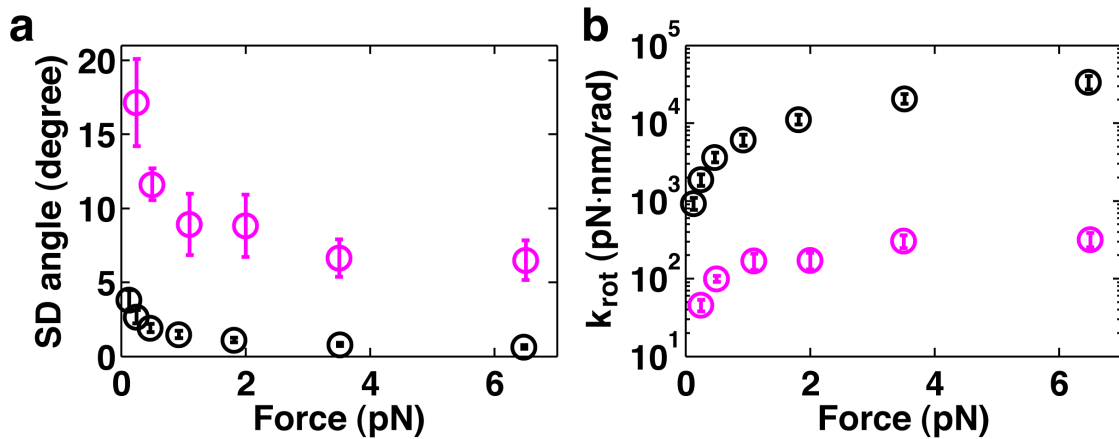 a
SD angle (degree)
20
15
10
5
0
0 2 4 6
Force (pN)
b
k_rot (pN·nm/rad)
10^5
10^4
10^3
10^2
10^1
0 2 4 6
Force (pN)